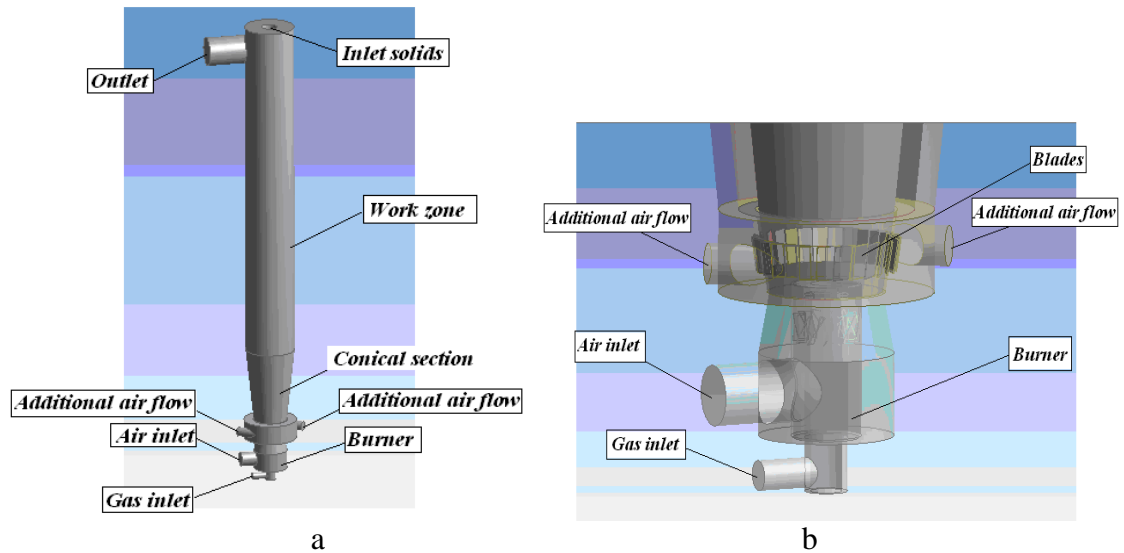 Inlet solids
Outlet
Work zone
Conical section
Additional air flow
Additional air flow
Air inlet
Burner
Gas inlet
a
Blades
Additional air flow
Additional air flow
Air inlet
Burner
Gas inlet
b